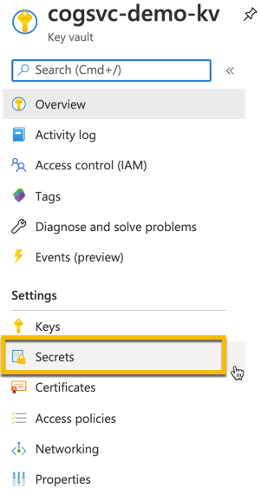 cogsvc-demo-kv
Key vault
Search (Cmd+/)
Overview
Activity log
Access control (IAM)
Tags
Diagnose and solve problems
Events (preview)
Settings
Keys
Secrets
Certificates
Access policies
Networking
Properties